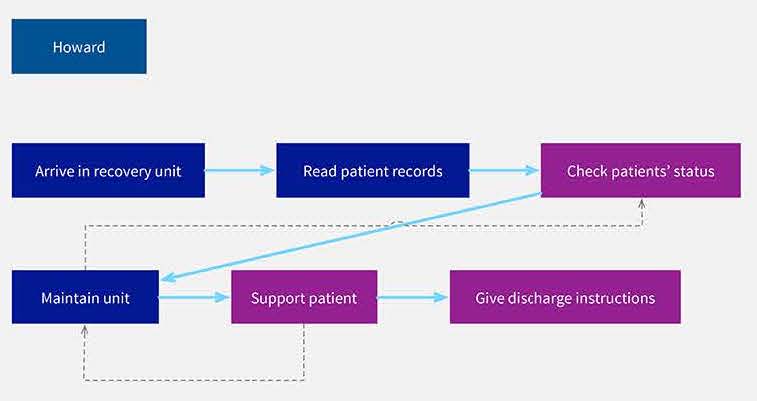 Howard
Arrive in recovery unit
Read patient records
Check patients’ status
Maintain unit
Support patient
Give discharge instructions